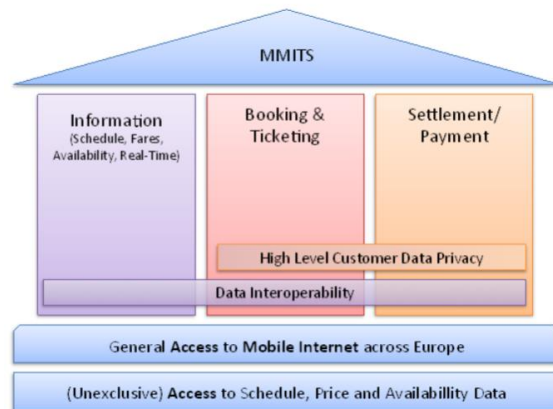 MMITS
Information
(Schedule, Fares,
Availability, Real-Time)
Booking &
Ticketing
Settlement/
Payment
High Level Customer Data Privacy
Data Interoperability
General Access to Mobile Internet across Europe
(Unexclusive) Access to Schedule, Price and Availablility Data